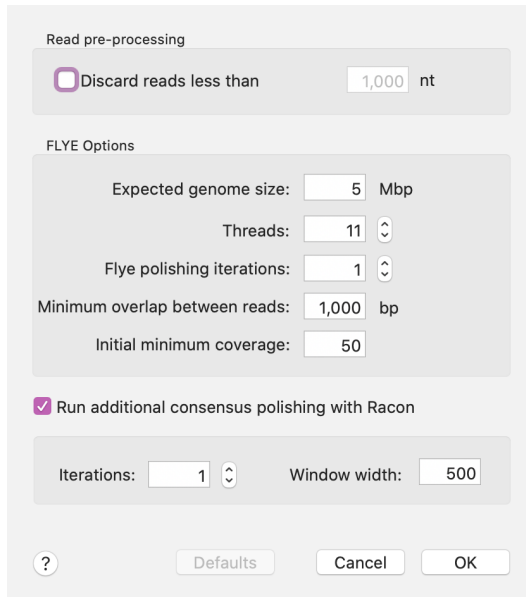 Read pre-processing
Discard reads less than 1,000 nt
FLYE Options
Expected genome size: 5 Mbp
Threads: 11
Flye polishing iterations: 1
Minimum overlap between reads: 1,000 bp
Initial minimum coverage: 50
Run additional consensus polishing with Racon
Iterations: 1 Window width: 500
? Defaults Cancel OK